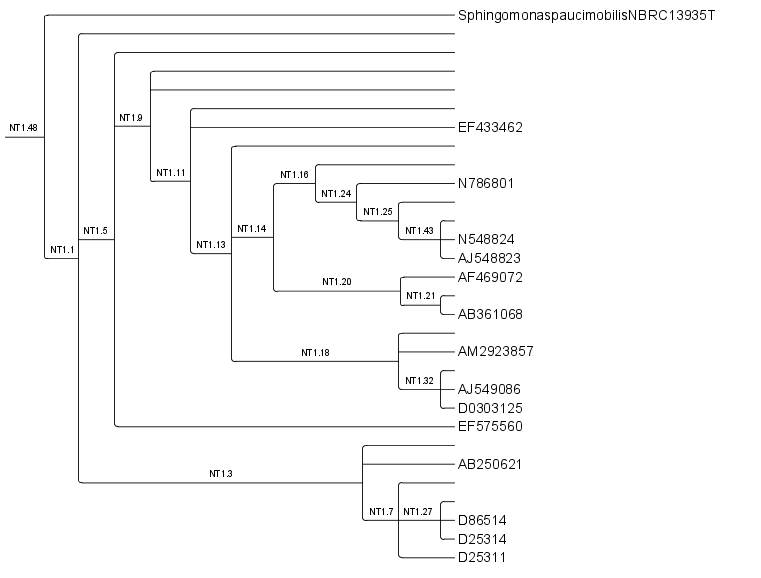 SphingomonaspaucimobilisNBRC13935T
NT1.9
NT1.48
EF433462
NT1.16
NT1.11
N786801
NT1.24
NT1.25
NT1.5
NT1.14
NT1.43
N548824
NT1.1
NT1.13
AJ548823
AF469072
NT1.20
NT1.21
AB361068
NT1.18
AM2923857
NT1.32
AJ549086
D0303125
EF575560
AB250621
NT1.3
NT1.7
NT1.27
D86514
D25314
D25311